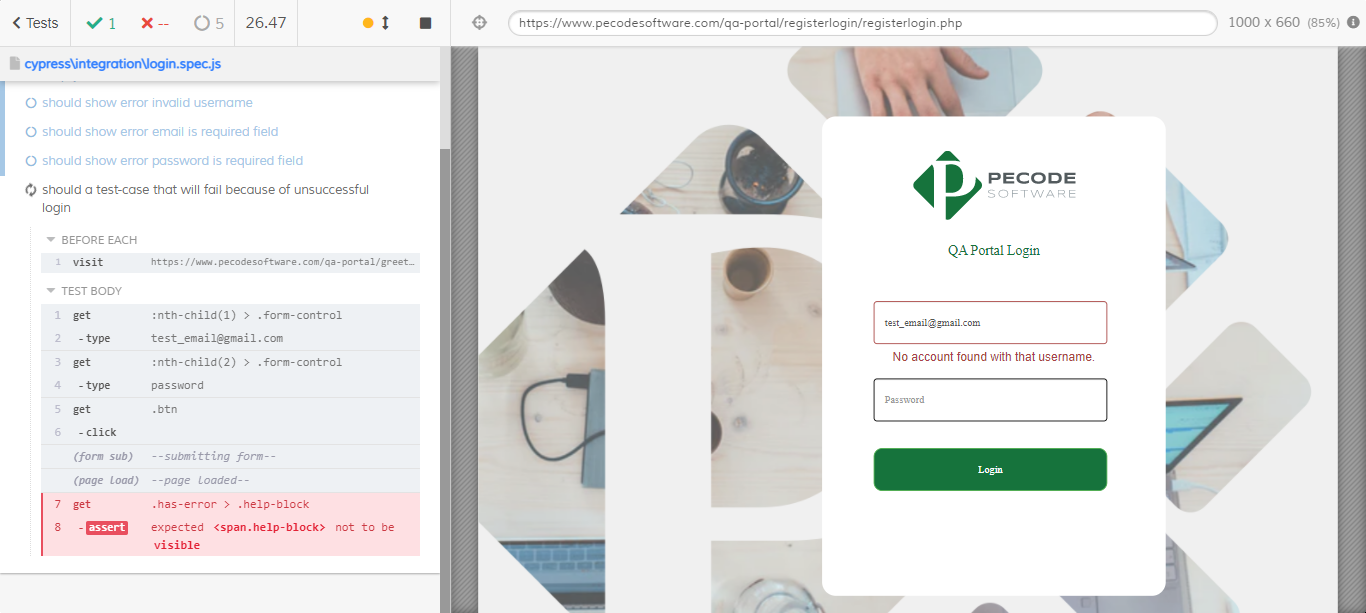 Tests 1 -- 5 26.47
https://www.pecodesoftware.com/qa-portal/registerlogin/registerlogin.php 1000 x 660 (85%)
cypress\integration\login.spec.js
should show error invalid username
should show error email is required field
should show error password is required field
should a test-case that will fail because of unsuccessful
login
BEFORE EACH
1 visit https://www.pecodesoftware.com/qa-portal/greet…
TEST BODY
1 get :nth-child(1) > .form-control
2 -type test_email@gmail.com
3 get :nth-child(2) > .form-control
4 -type password
5 get .btn
6 -click
(form sub) --submitting form--
(page load) --page loaded--
7 get .has-error > .help-block
8 -assert expected <span.help-block> not to be
visible
PECODE
SOFTWARE
QA Portal Login
test_email@gmail.com
No account found with that username.
Password
Login